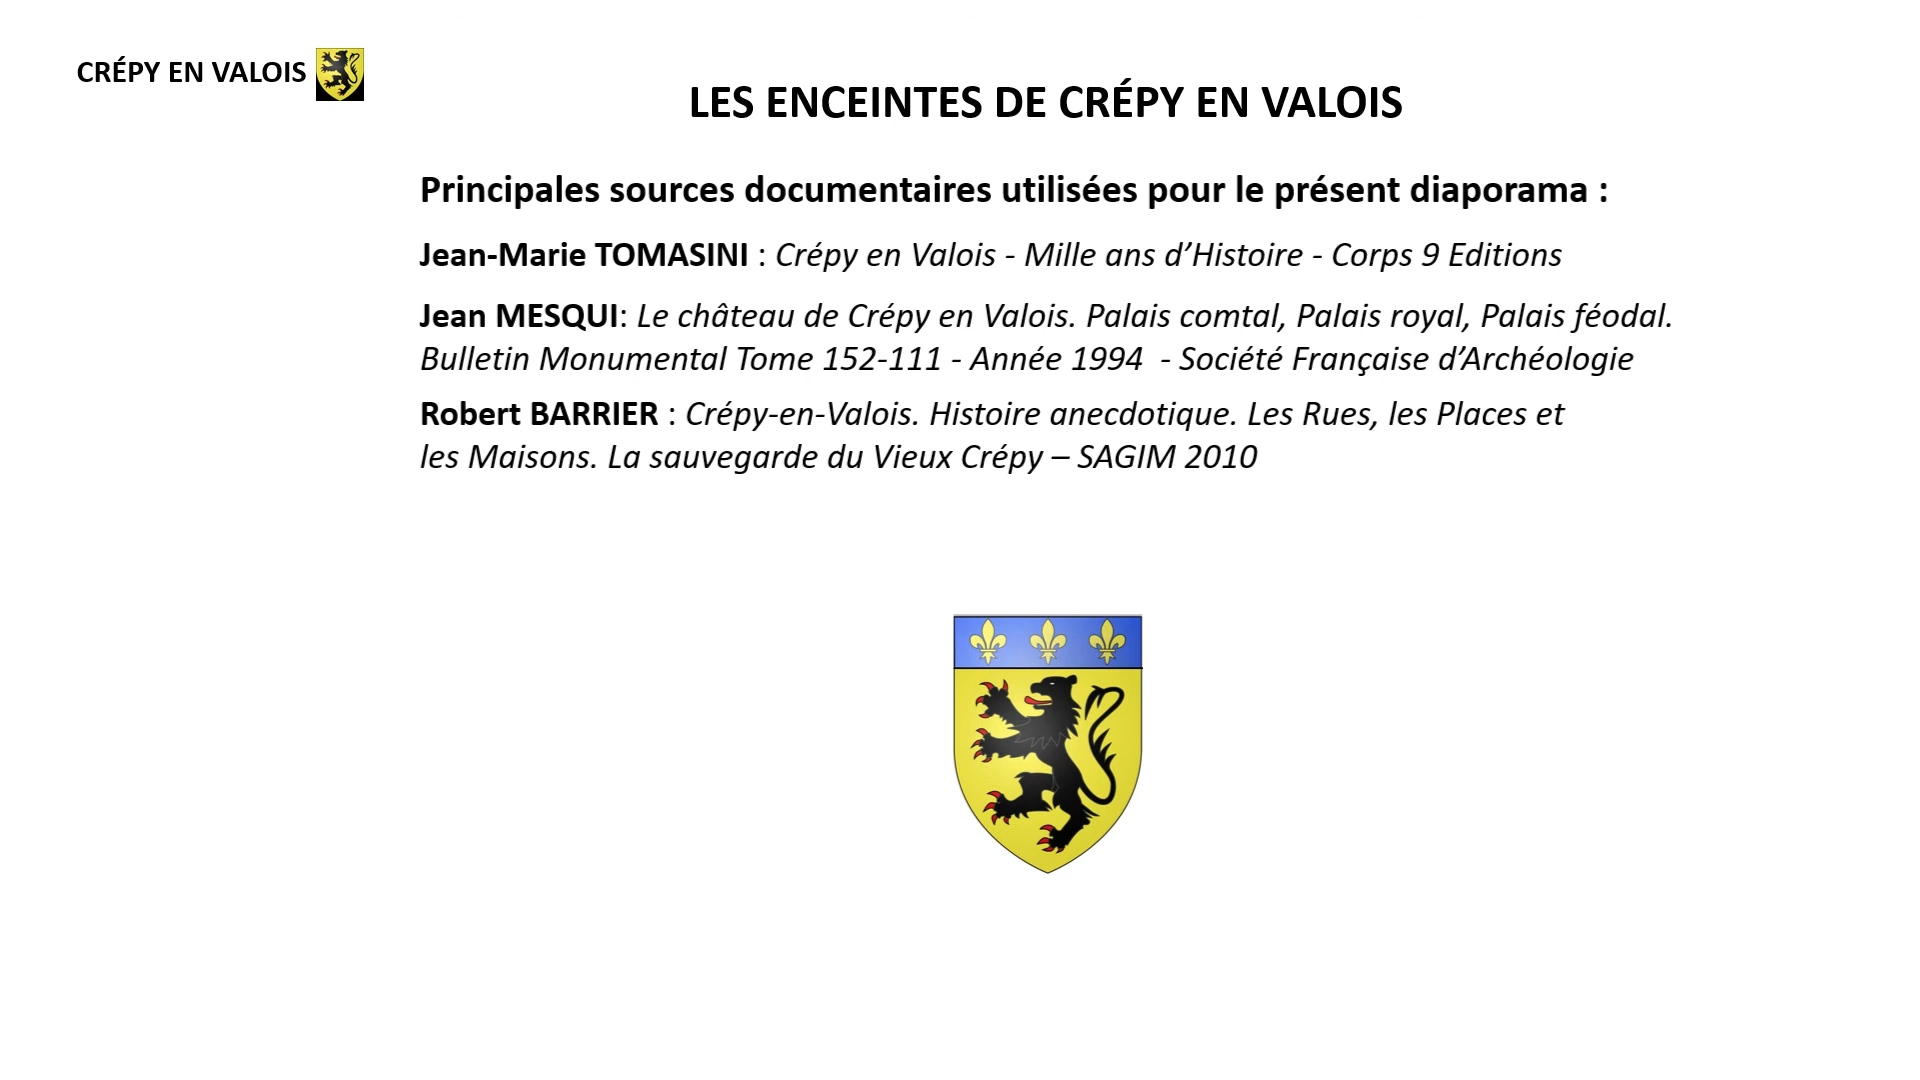 CRÉPY EN VALOIS
LES ENCEINTES DE CRÉPY EN VALOIS
Principales sources documentaires utilisées pour le présent diaporama :
Jean-Marie TOMASINI : Crépy en Valois - Mille ans d’Histoire - Corps 9 Editions
Jean MESQUI: Le château de Crépy en Valois. Palais comtal, Palais royal, Palais féodal.
Bulletin Monumental Tome 152-111 - Année 1994  - Société Française d’Archéologie
Robert BARRIER : Crépy-en-Valois. Histoire anecdotique. Les Rues, les Places et
les Maisons. La sauvegarde du Vieux Crépy – SAGIM 2010